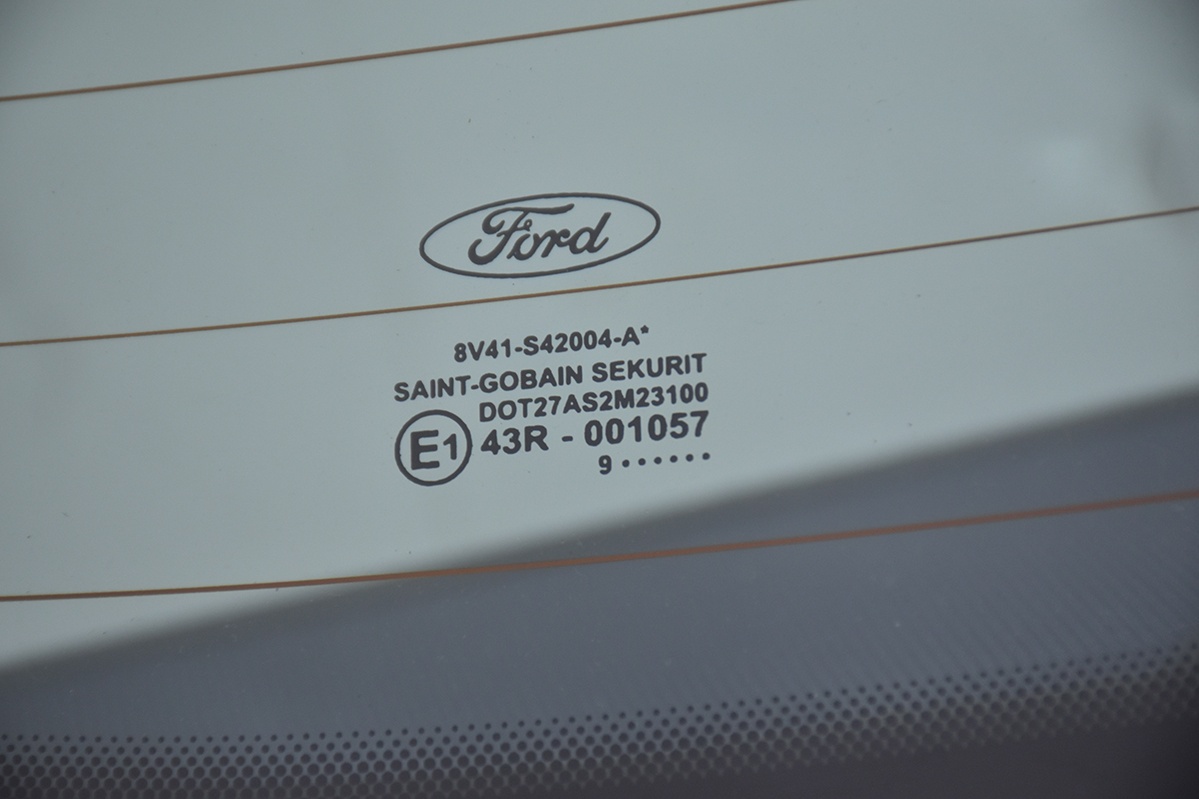 Ford
8V41-S42004-A*
SAINT-GOBAIN SEKURIT
DOT27AS2M23100
E1 43R - 001057
9 • • • • • •